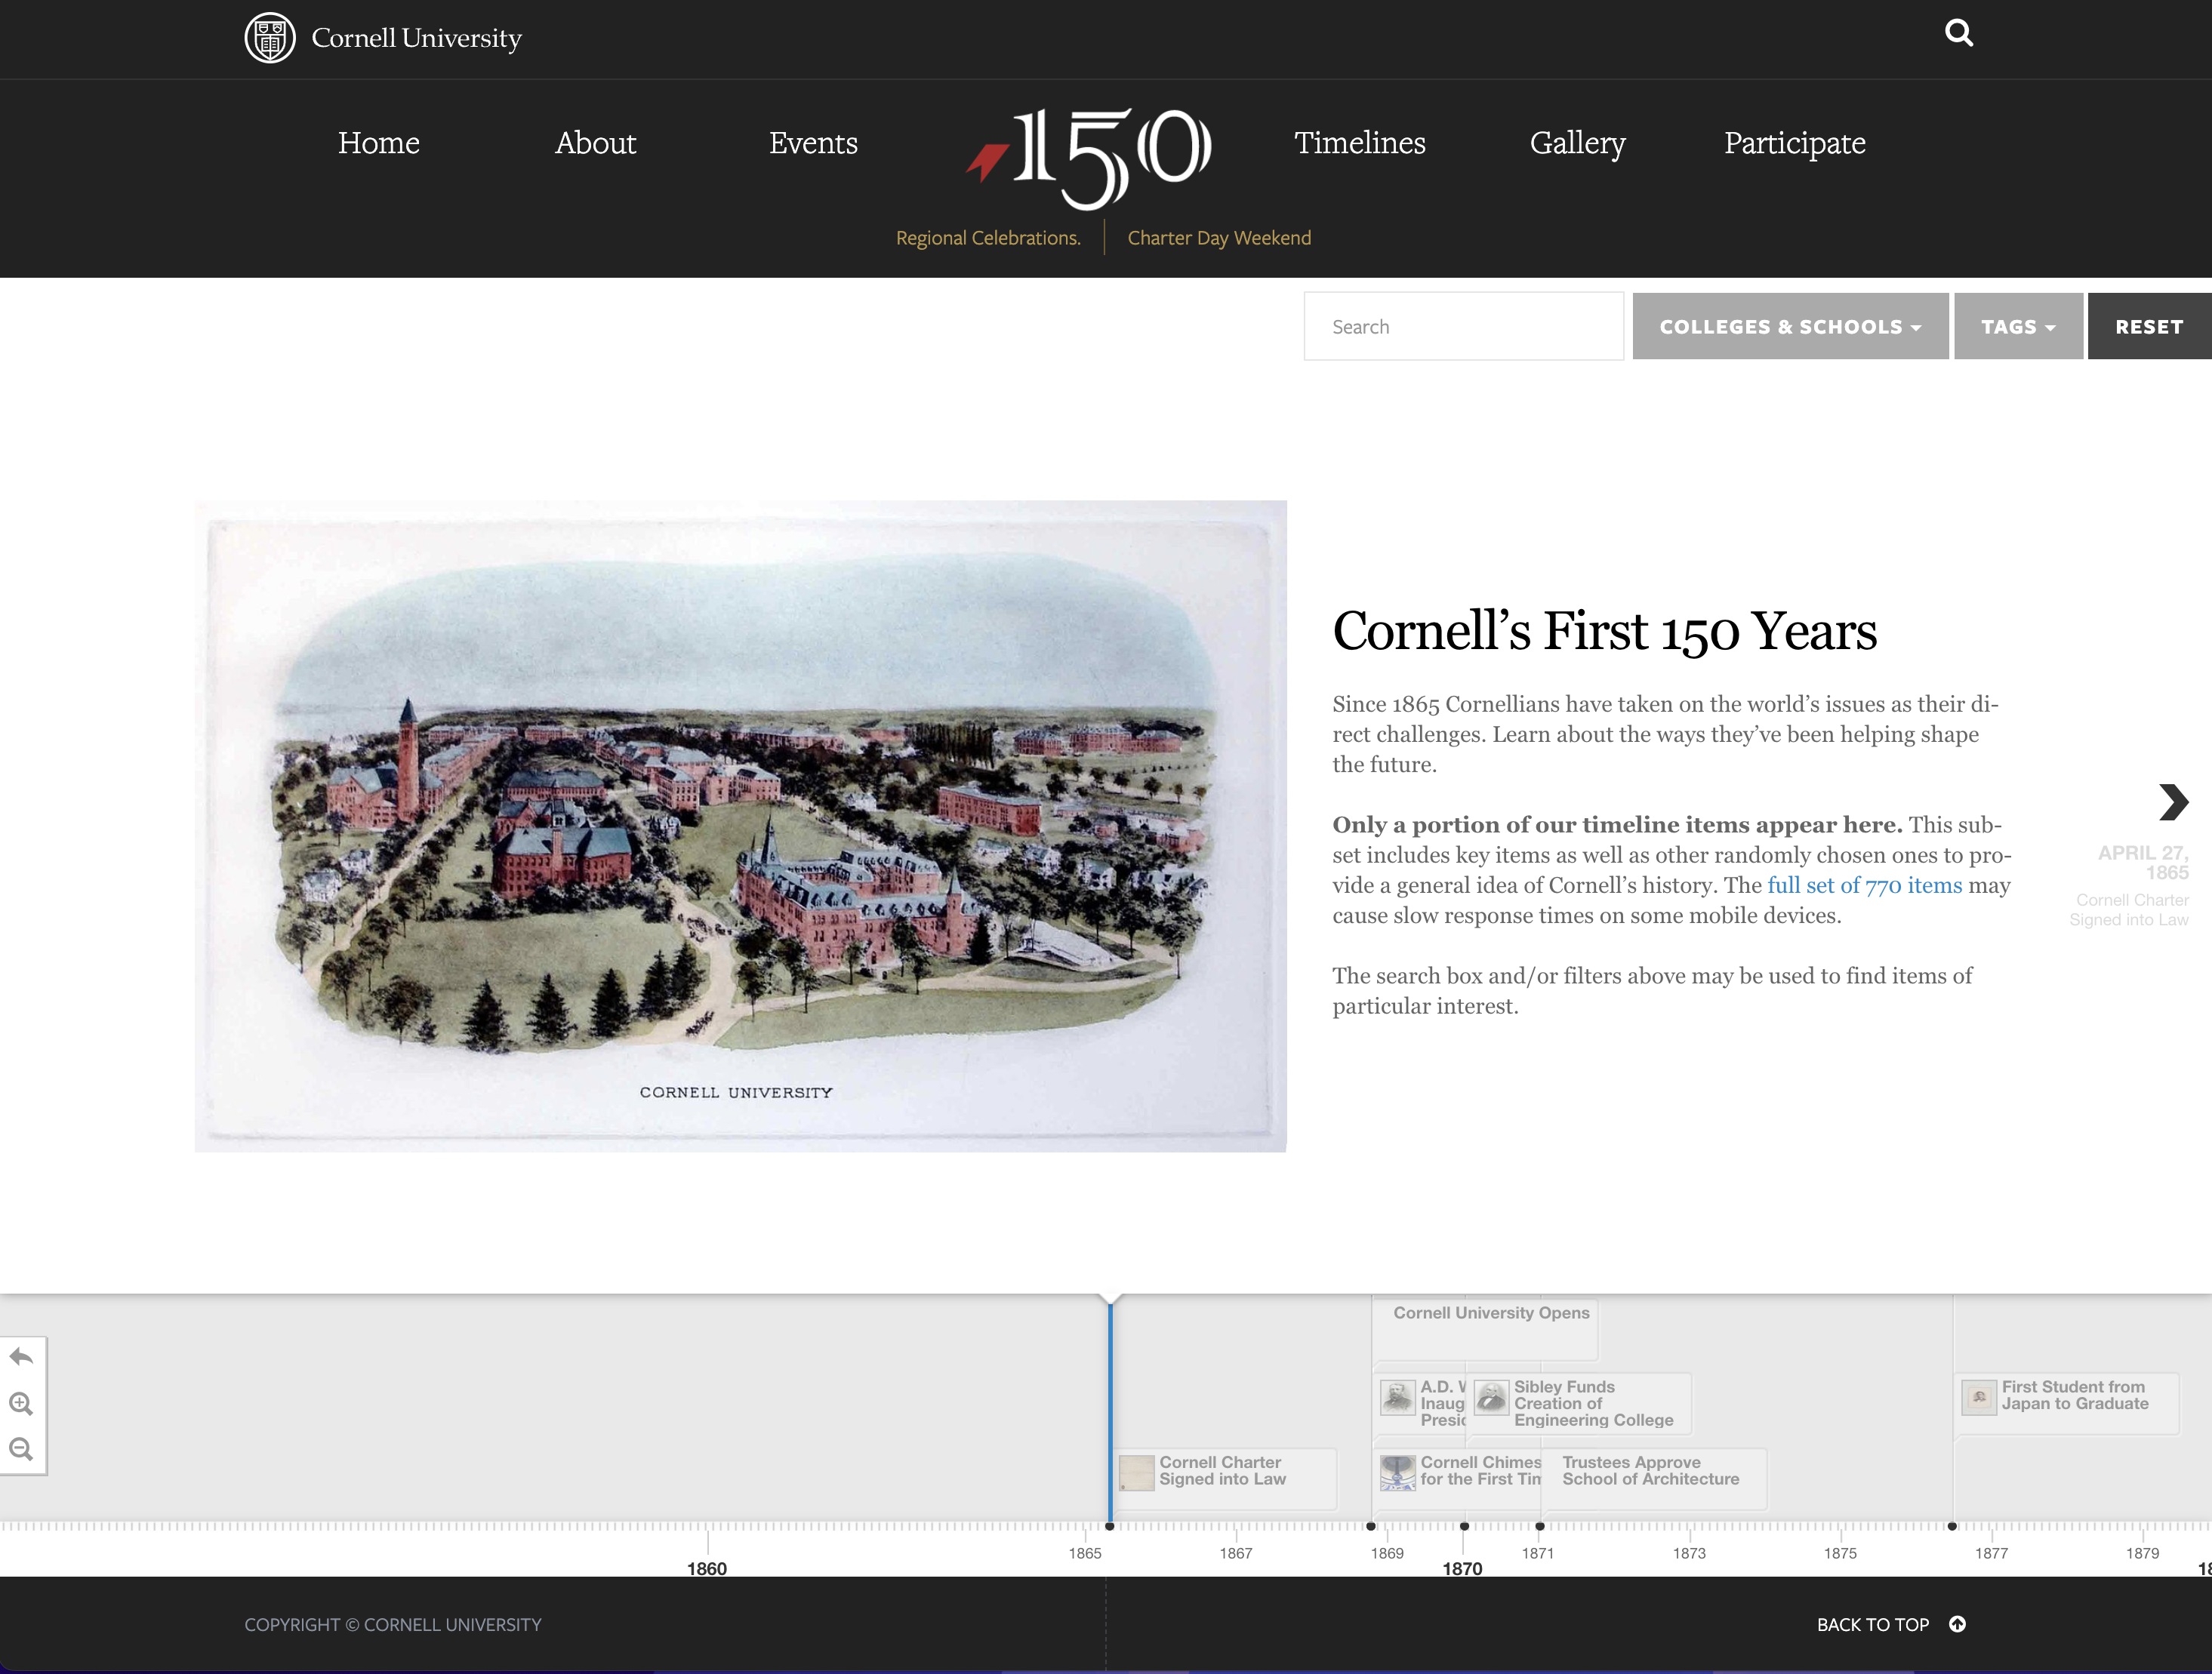 Cornell University
Home About Events 150 Timelines Gallery Participate
Regional Celebrations. Charter Day Weekend
Search COLLEGES & SCHOOLS TAGS RESET
CORNELL UNIVERSITY
Cornell’s First 150 Years
Since 1865 Cornellians have taken on the world’s issues as their di-
rect challenges. Learn about the ways they’ve been helping shape
the future.
Only a portion of our timeline items appear here. This sub-
set includes key items as well as other randomly chosen ones to pro-
vide a general idea of Cornell’s history. The full set of 770 items may
cause slow response times on some mobile devices.
The search box and/or filters above may be used to find items of
particular interest.
APRIL 27,
1865
Cornell Charter
Signed into Law
Cornell University Opens
A.D. W
Inaug
Presid
Sibley Funds
Creation of
Engineering College
First Student from
Japan to Graduate
Cornell Charter
Signed into Law
Cornell Chimes
for the First Tim
Trustees Approve
School of Architecture
1865 1867 1869 1871 1873 1875 1877 1879
1860 1870 18
COPYRIGHT © CORNELL UNIVERSITY BACK TO TOP